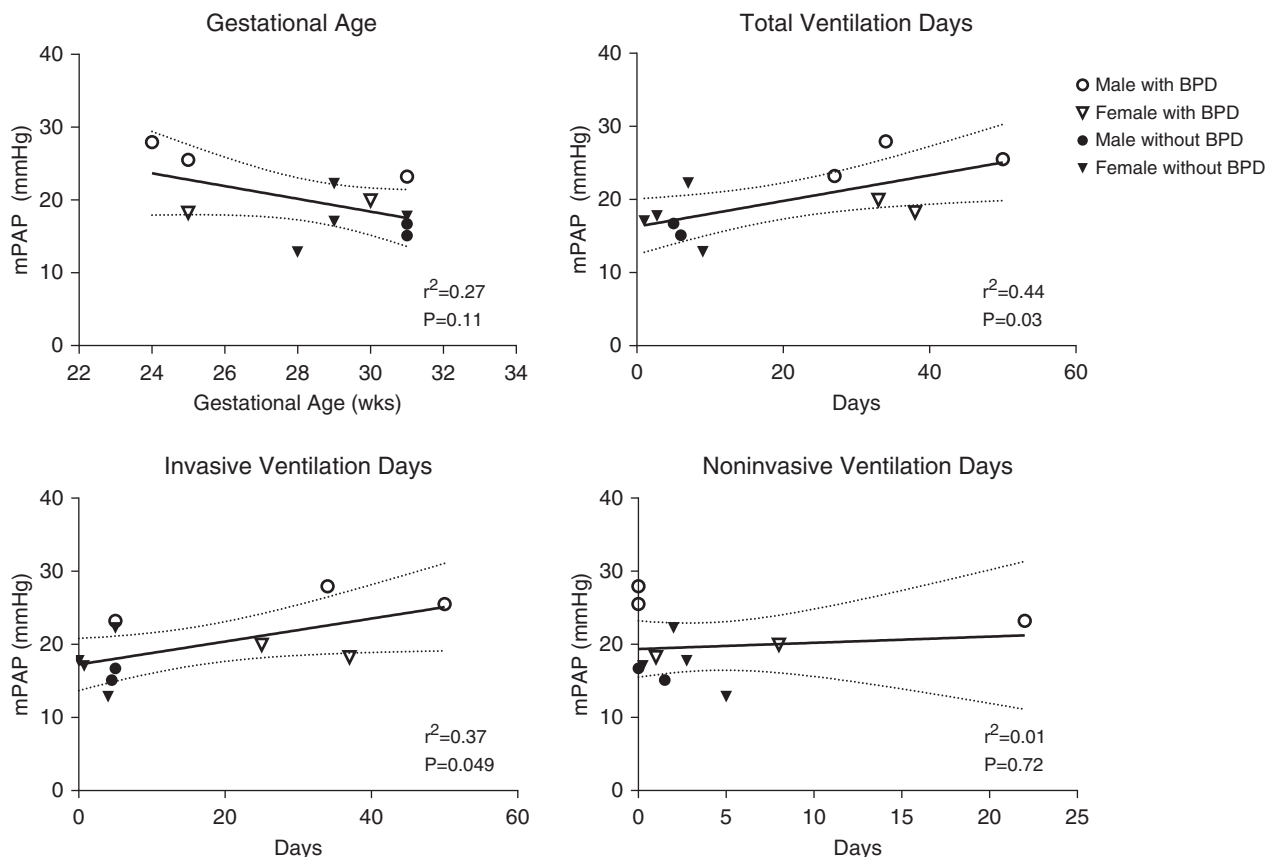 Gestational Age
40
30
20
10
0
mPAP (mmHg)
22 24 26 28 30 32 34
Gestational Age (wks)
r2=0.27
P=0.11
Total Ventilation Days
40
30
20
10
0
mPAP (mmHg)
0 20 40 60
Days
r2=0.44
P=0.03
Male with BPD
Female with BPD
Male without BPD
Female without BPD
Invasive Ventilation Days
40
30
20
10
0
mPAP (mmHg)
0 20 40 60
Days
r2=0.37
P=0.049
Noninvasive Ventilation Days
40
30
20
10
0
mPAP (mmHg)
0 5 10 15 20 25
Days
r2=0.01
P=0.72